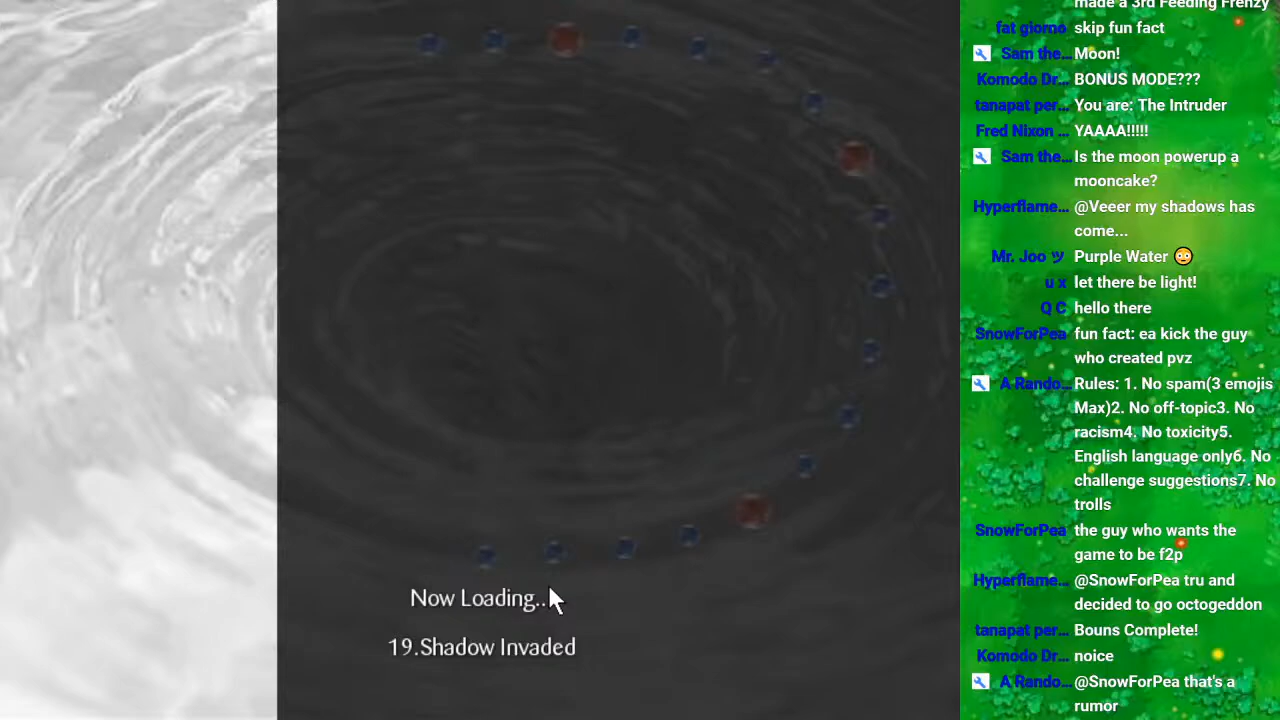 made a 3rd Feeding Frenzy
fat giorno skip fun fact
Sam the... Moon!
Komodo Dr... BONUS MODE???
tanapat per... You are: The Intruder
Fred Nixon ... YAAAA!!!!!
Sam the... Is the moon powerup a
mooncake?
Hyperflame... @Veeer my shadows has
come...
Mr. Joo ツ Purple Water 😳
u x let there be light!
Q C hello there
SnowForPea fun fact: ea kick the guy
who created pvz
A Rando... Rules: 1. No spam(3 emojis
Max)2. No off-topic3. No
racism4. No toxicity5.
English language only6. No
challenge suggestions7. No
trolls
SnowForPea the guy who wants the
game to be f2p
Hyperflame... @SnowForPea tru and
decided to go octogeddon
tanapat per... Bouns Complete!
Komodo Dr... noice
A Rando... @SnowForPea that's a
rumor
Now Loading...
19.Shadow Invaded